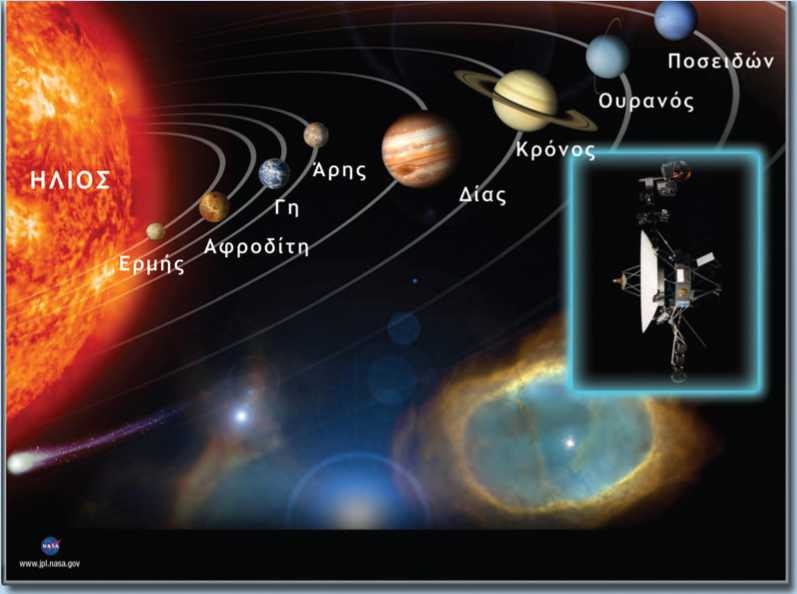 Ποσειδών
Ουρανός
Κρόνος
Άρης
ΗΛΙΟΣ
Δίας
Γη
Αφροδίτη
Ερμής
NASA
www.jpl.nasa.gov